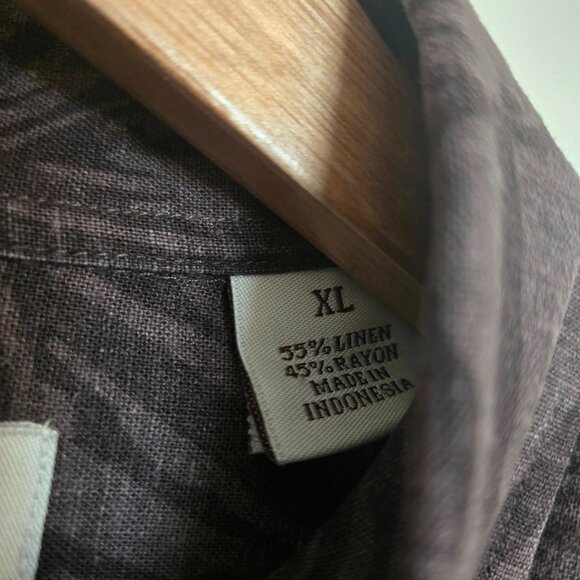 XL
55% LINEN
45% RAYON
MADE IN
INDONESIA